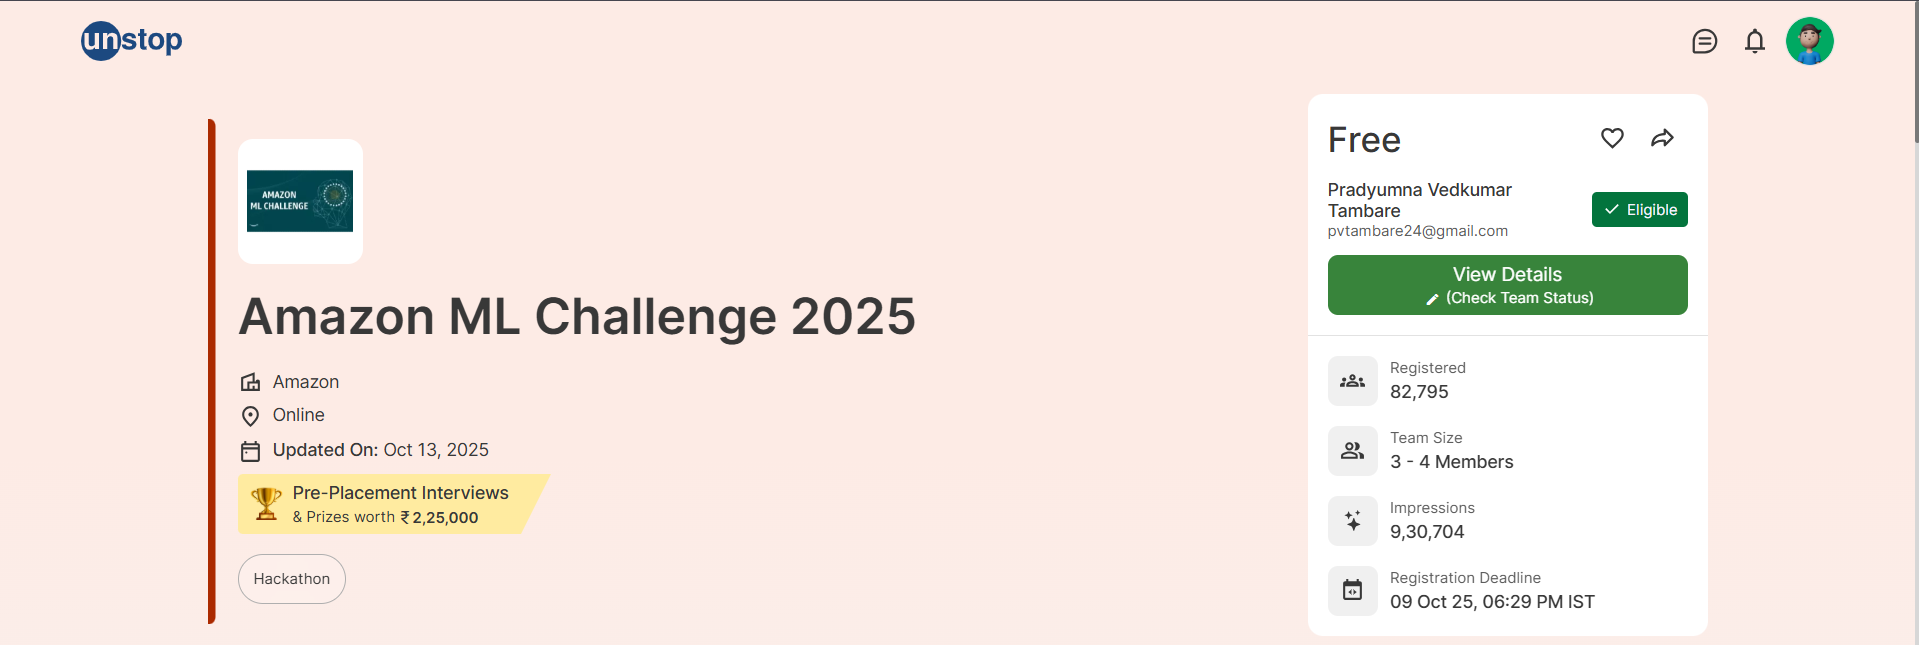 unstop
AMAZON
ML CHALLENGE
Amazon ML Challenge 2025
Amazon
Online
Updated On: Oct 13, 2025
Pre-Placement Interviews
& Prizes worth ₹ 2,25,000
Hackathon
Free
Pradyumna Vedkumar
Tambare
pvtambare24@gmail.com
Eligible
View Details
(Check Team Status)
Registered
82,795
Team Size
3 - 4 Members
Impressions
9,30,704
Registration Deadline
09 Oct 25, 06:29 PM IST